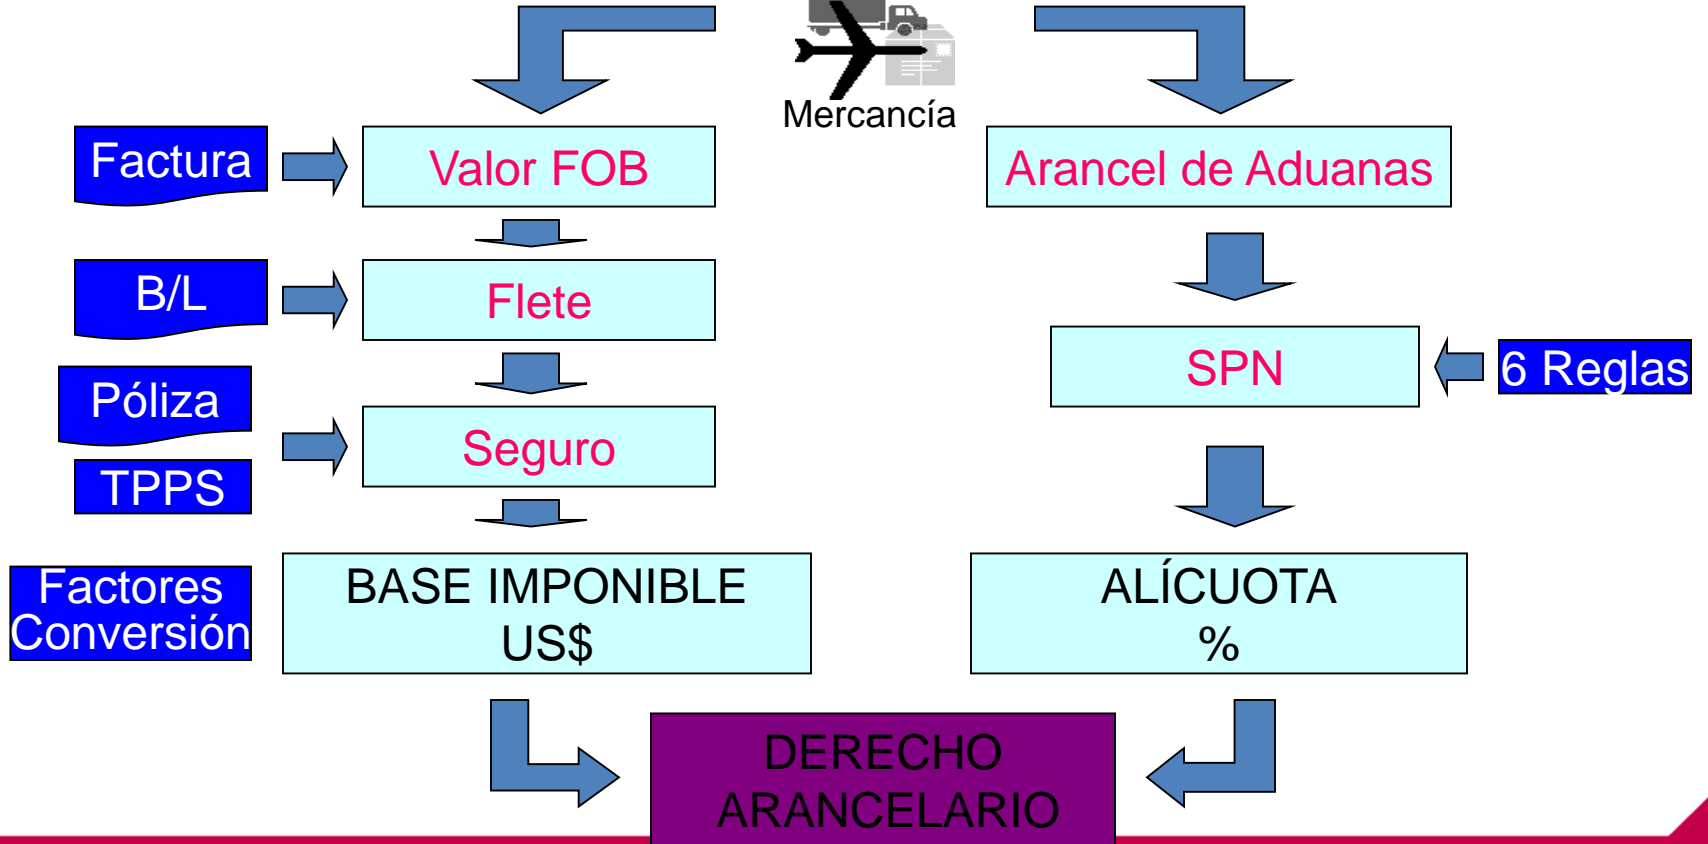 Mercancía
Factura
Valor FOB
Arancel de Aduanas
B/L
Flete
SPN
6 Reglas
Póliza
TPPS
Seguro
Factores
Conversión
BASE IMPONIBLE
US$
ALÍCUOTA
%
DERECHO
ARANCELARIO